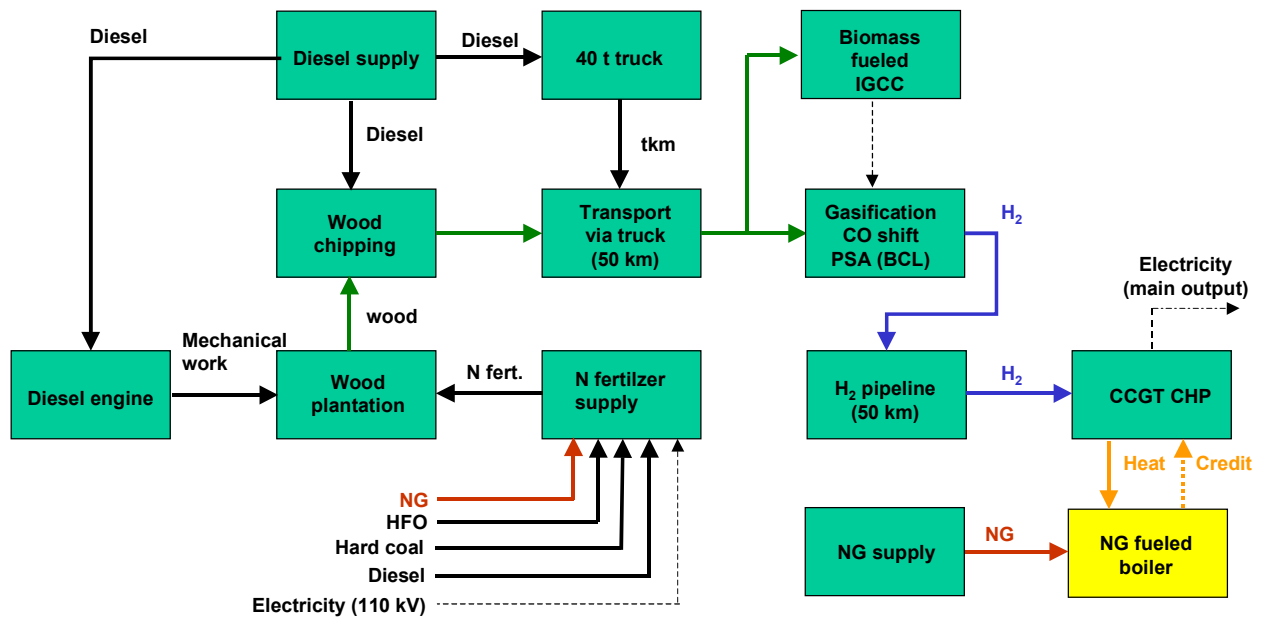 Diesel
Diesel supply
Diesel
40 t truck
Biomass
fueled
IGCC
Diesel
tkm
Wood
chipping
Transport
via truck
(50 km)
Gasification
CO shift
PSA (BCL)
H₂
Electricity
(main output)
wood
Mechanical
work
Diesel engine
Wood
plantation
N fert.
N fertilzer
supply
H₂ pipeline
(50 km)
H₂
CCGT CHP
Heat
Credit
NG
HFO
Hard coal
Diesel
Electricity (110 kV)
NG supply
NG
NG fueled
boiler